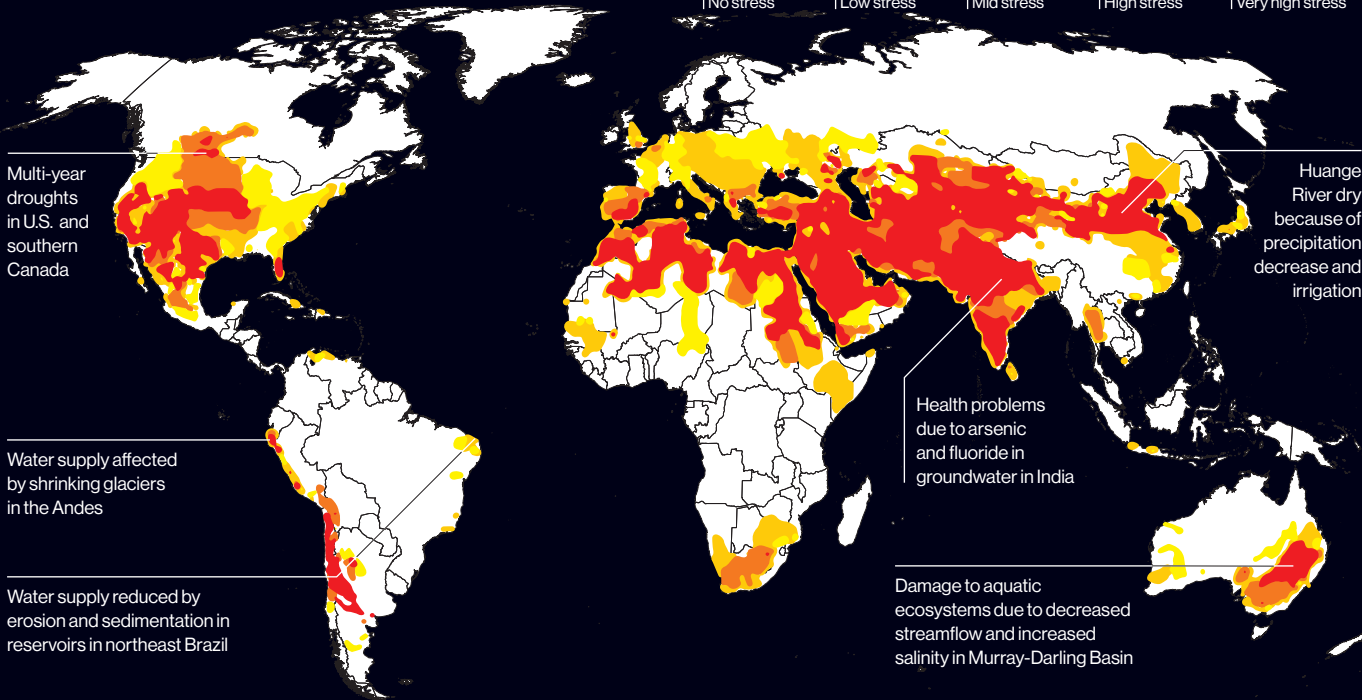 No stress
Low stress
Mid stress
High stress
Very high stress
Multi-year
droughts
in U.S. and
southern
Canada
Huange
River dry
because of
precipitation
decrease and
irrigation
Water supply affected
by shrinking glaciers
in the Andes
Health problems
due to arsenic
and fluoride in
groundwater in India
Water supply reduced by
erosion and sedimentation in
reservoirs in northeast Brazil
Damage to aquatic
ecosystems due to decreased
streamflow and increased
salinity in Murray-Darling Basin